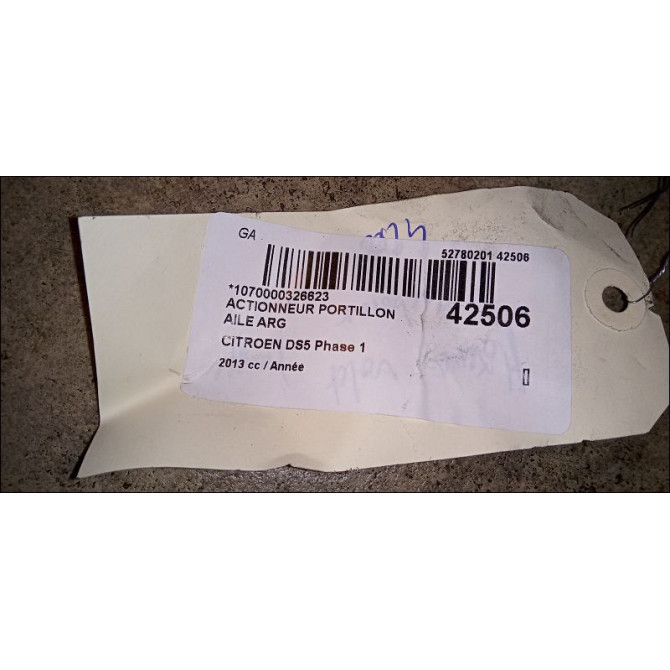 GA
52780201 42506
*1070000326623
42506
ACTIONNEUR PORTILLON
AILE ARG
CITROEN DS5 Phase 1
2013 cc / Année